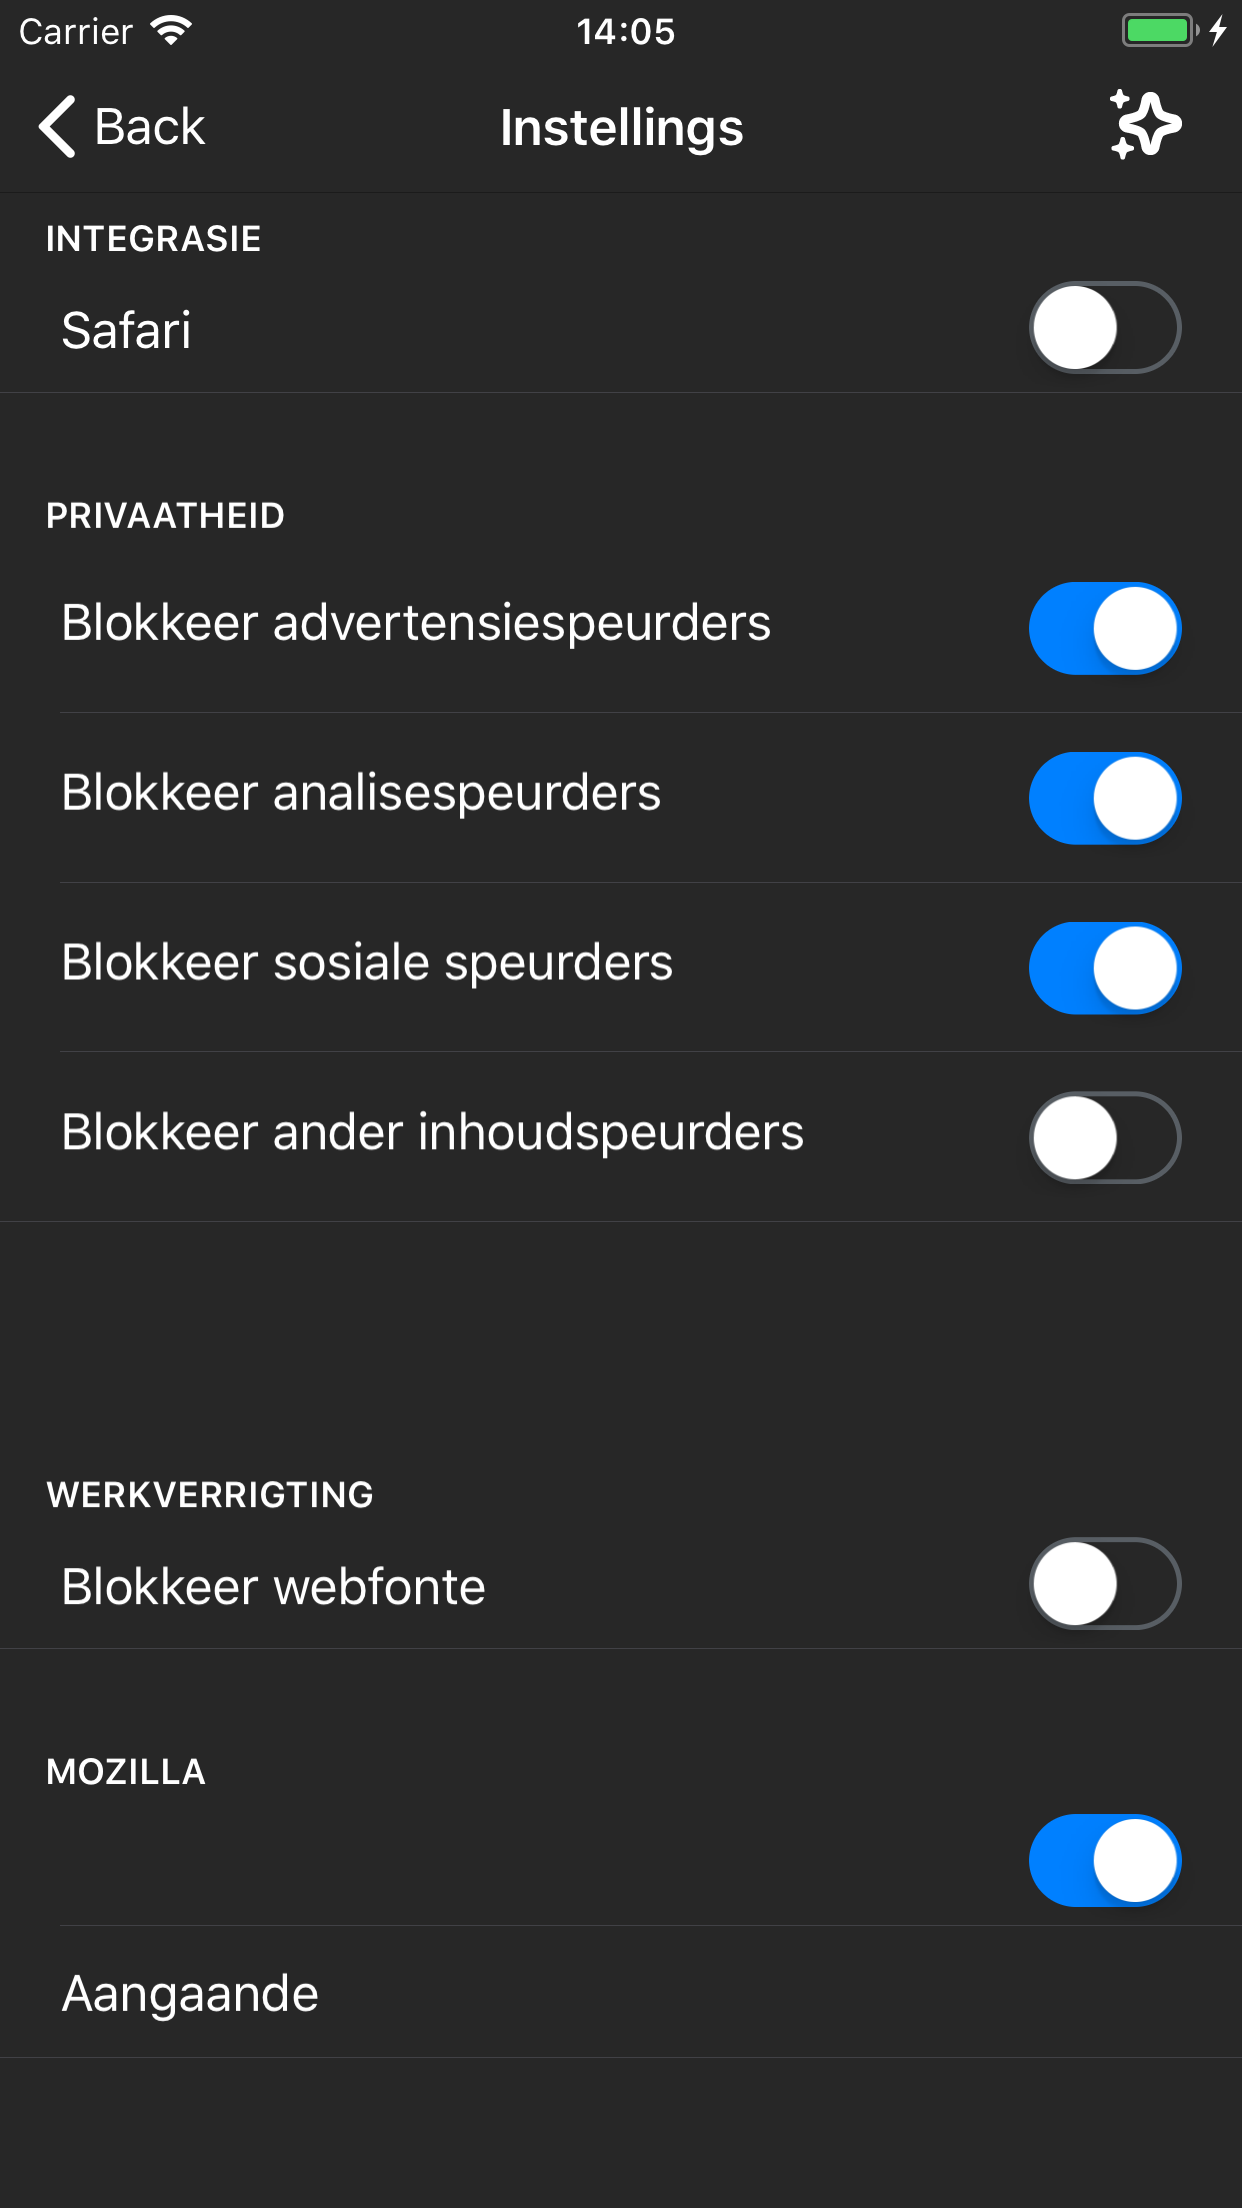 Carrier 14:05
Back Instellings
INTEGRASIE
Safari
PRIVAATHEID
Blokkeer advertensiespeurders
Blokkeer analisespeurders
Blokkeer sosiale speurders
Blokkeer ander inhoudspeurders
WERKVERRIGTING
Blokkeer webfonte
MOZILLA
Aangaande